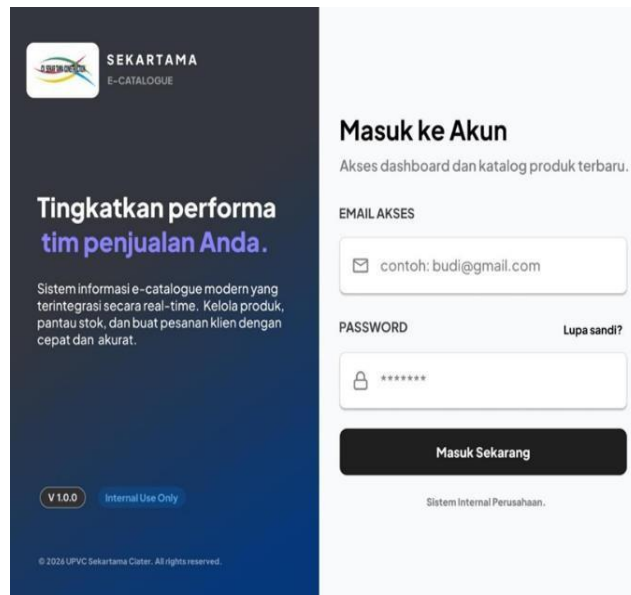 SEKARTAMA
E-CATALOGUE
Tingkatkan performa
tim penjualan Anda.
Sistem informasi e-catalogue modern yang
terintegrasi secara real-time. Kelola produk,
pantau stok, dan buat pesanan klien dengan
cepat dan akurat.
V 1.0.0
Internal Use Only
© 2026 UPVC Sekartama Ciater. All rights reserved.
Masuk ke Akun
Akses dashboard dan katalog produk terbaru.
EMAIL AKSES
contoh: budi@gmail.com
PASSWORD
Lupa sandi?
*******
Masuk Sekarang
Sistem Internal Perusahaan.